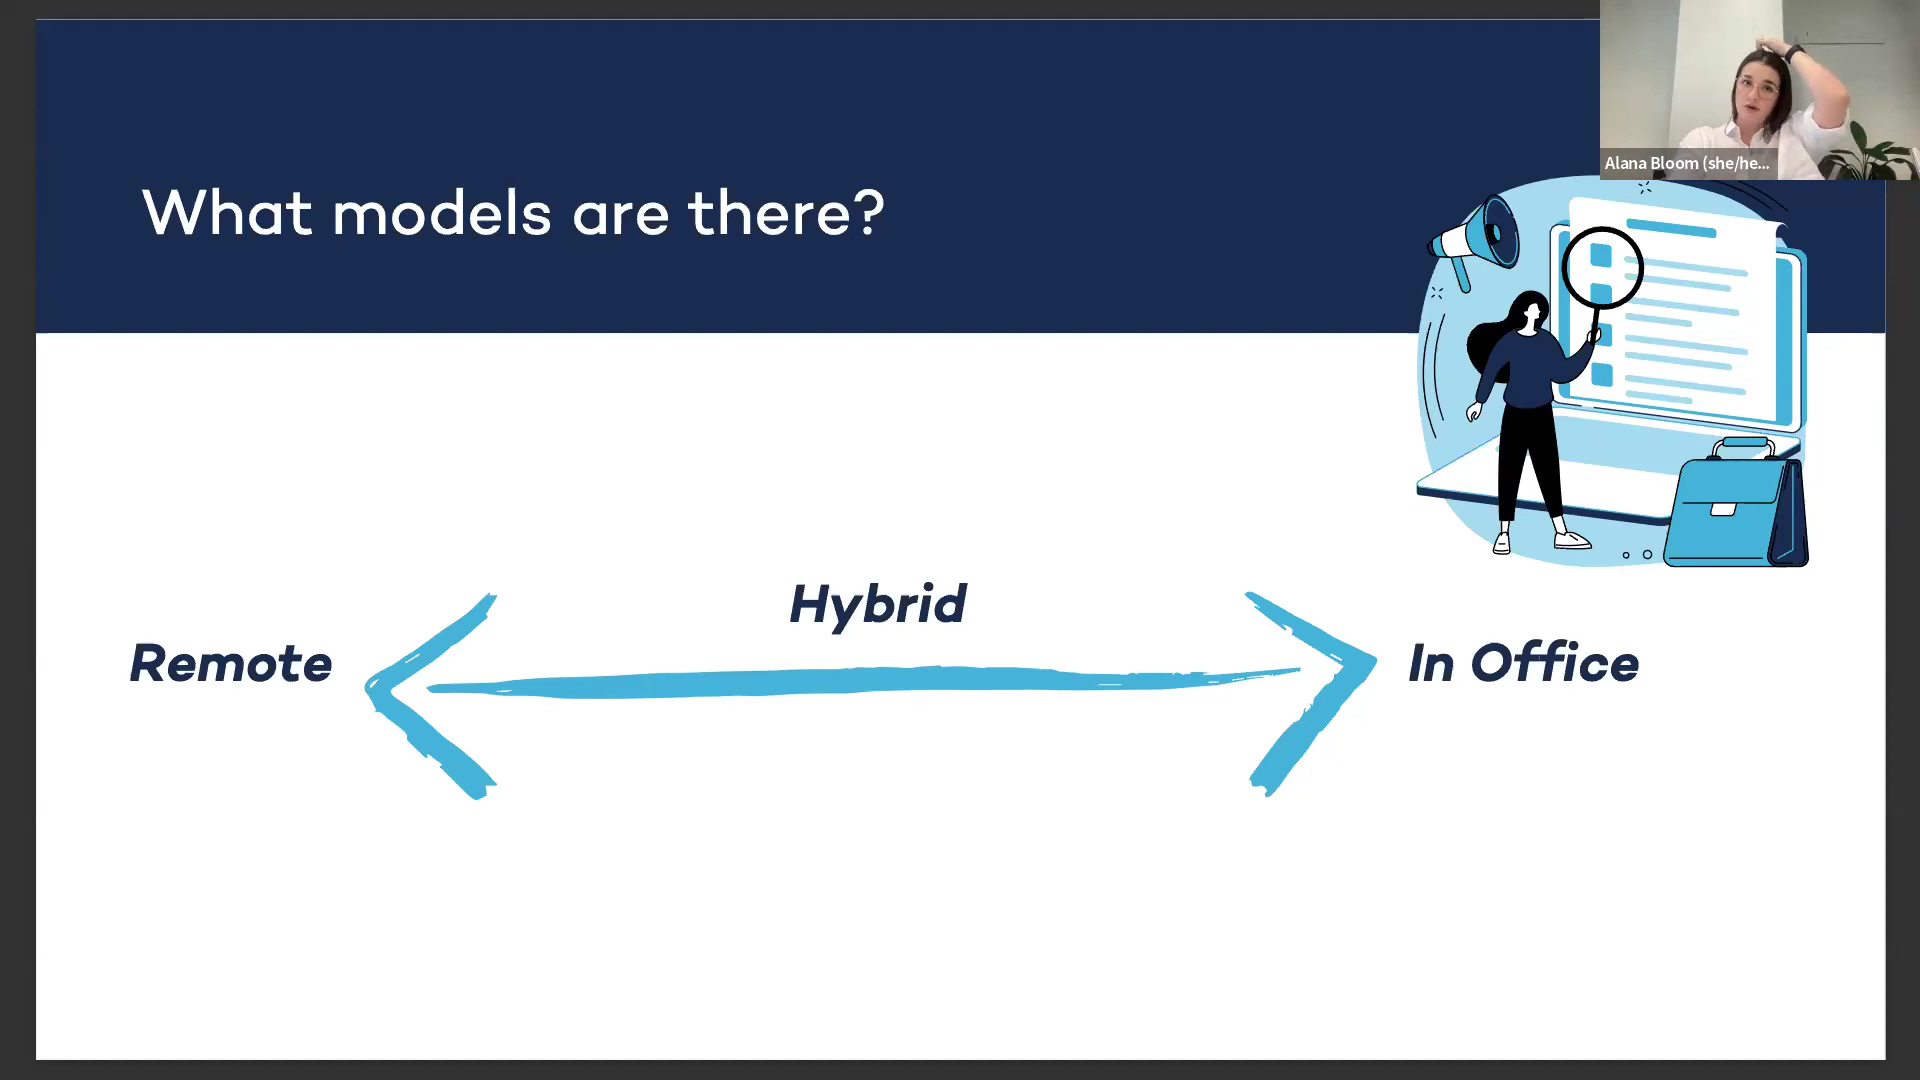 Alana Bloom (she/he...
What models are there?
Hybrid
Remote
In Office